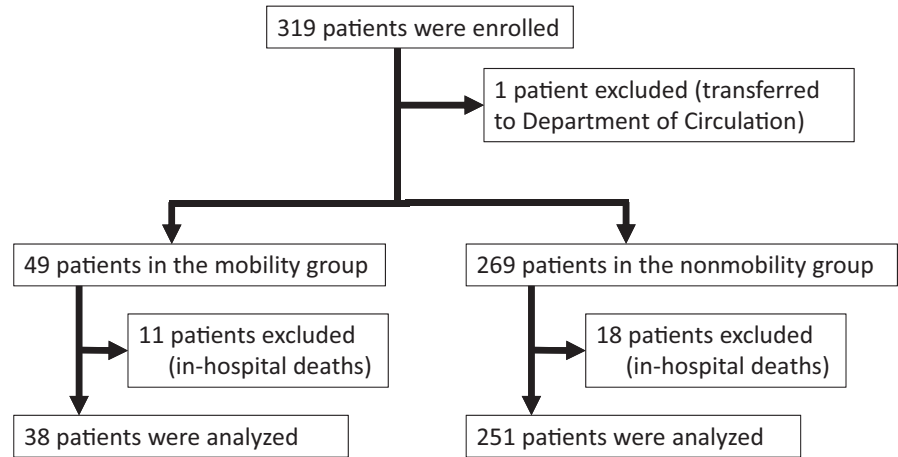 319 patients were enrolled
1 patient excluded (transferred
to Department of Circulation)
49 patients in the mobility group
269 patients in the nonmobility group
11 patients excluded
(in-hospital deaths)
18 patients excluded
(in-hospital deaths)
38 patients were analyzed
251 patients were analyzed